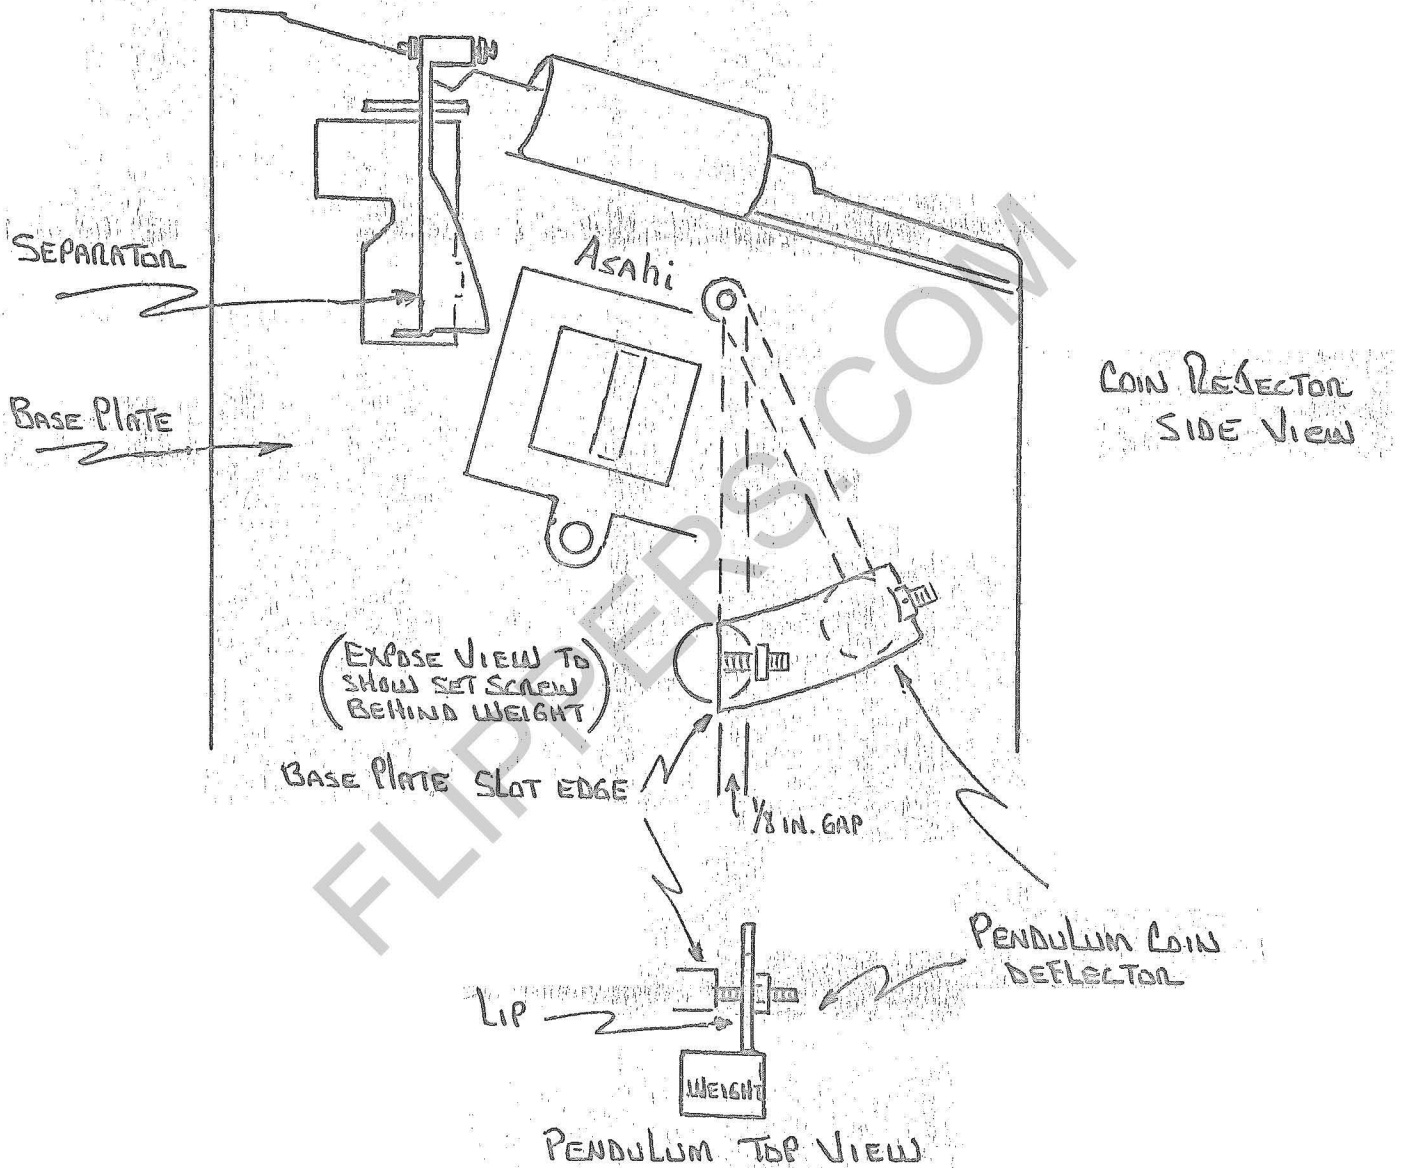 SEPARATOR
ASAhi
BASE PLATE
COIN REJECTOR
SIDE VIEW
(EXPOSE VIEW TO
SHOW SET SCREW
BEHIND WEIGHT)
BASE PLATE SLOT EDGE
1/8 IN. GAP
PENDULUM COIN
DEFLECTOR
LIP
WEIGHT
PENDULUM TOP VIEW
FLIPPERS.COM